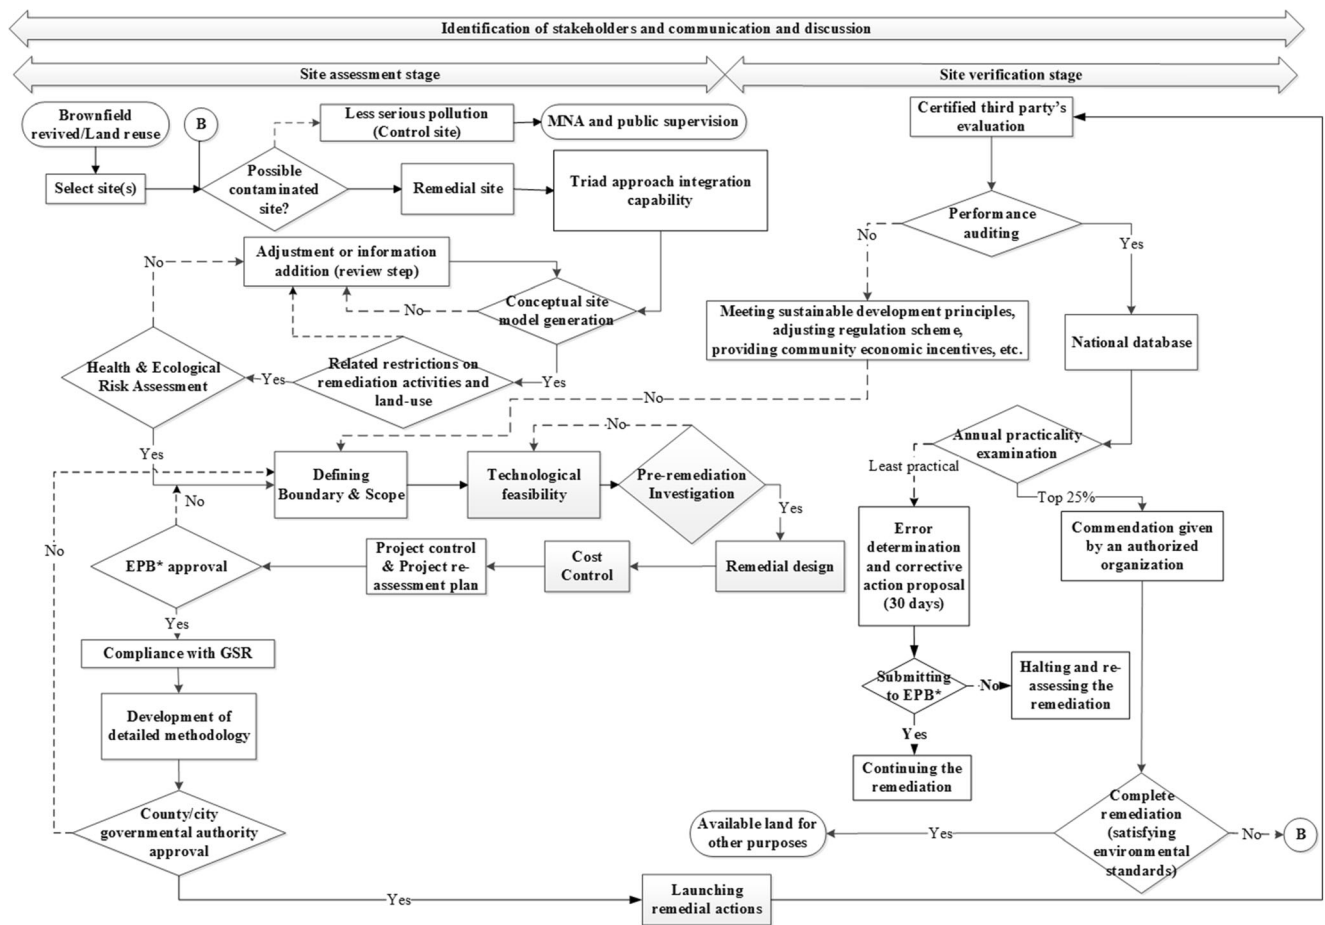 Identification of stakeholders and communication and discussion
Site assessment stage
Site verification stage
Brownfield
revived/Land reuse
B
Less serious pollution
(Control site)
MNA and public supervision
Select site(s)
Possible
contaminated
site?
Remedial site
Triad approach integration
capability
No
Adjustment or information
addition (review step)
No
Conceptual site
model generation
Health & Ecological
Risk Assessment
Yes
Related restrictions on
remediation activities and
land-use
Yes
No
Yes
No
Defining
Boundary & Scope
Technological
feasibility
No
Pre-remediation
Investigation
Yes
No
EPB* approval
Project control
& Project re-
assessment plan
Cost
Control
Remedial design
Yes
Compliance with GSR
Development of
detailed methodology
County/city
governmental authority
approval
Yes
Launching
remedial actions
Certified third party's
evaluation
Performance
auditing
No
Yes
Meeting sustainable development principles,
adjusting regulation scheme,
providing community economic incentives, etc.
National database
Annual practicality
examination
Least practical
Top 25%
Error
determination
and corrective
action proposal
(30 days)
Commendation given
by an authorized
organization
Submitting
to EPB*
No
Halting and re-
assessing the
remediation
Yes
Continuing the
remediation
Available land for
other purposes
Yes
Complete
remediation
(satisfying
environmental
standards)
No
B